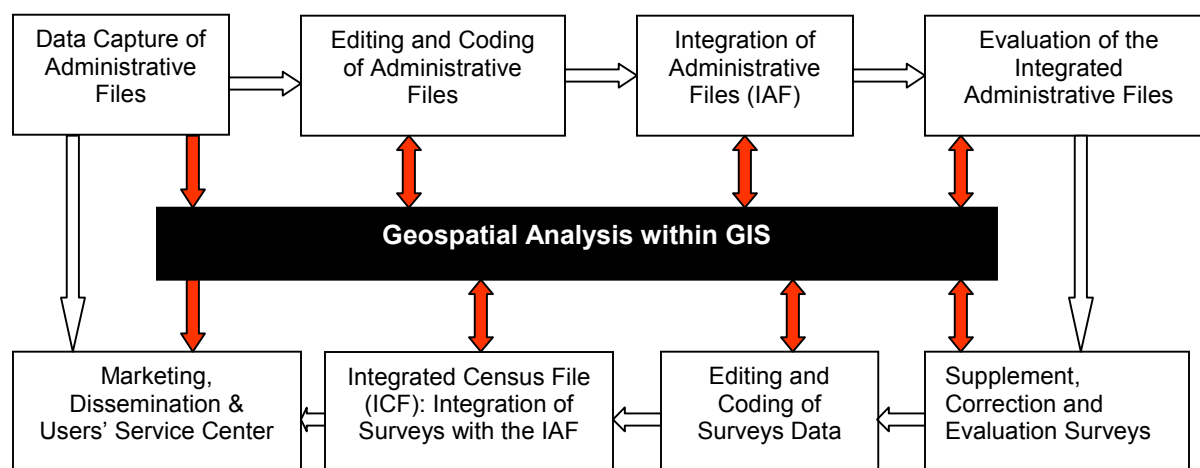 Data Capture of
Administrative
Files
Editing and Coding
of Administrative
Files
Integration of
Administrative
Files (IAF)
Evaluation of the
Integrated
Administrative Files
Geospatial Analysis within GIS
Marketing,
Dissemination &
Users' Service Center
Integrated Census File
(ICF): Integration of
Surveys with the IAF
Editing and
Coding of
Surveys Data
Supplement,
Correction and
Evaluation Surveys